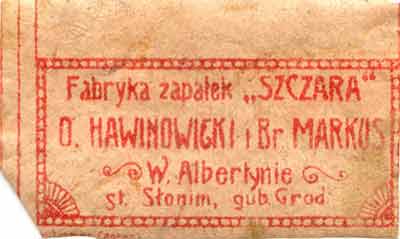 Fabryka zapałek „SZCZARA“
O. HAWINOWICKI i Br MARKUS
W. Albertynie
st. Słonim, gub Grod